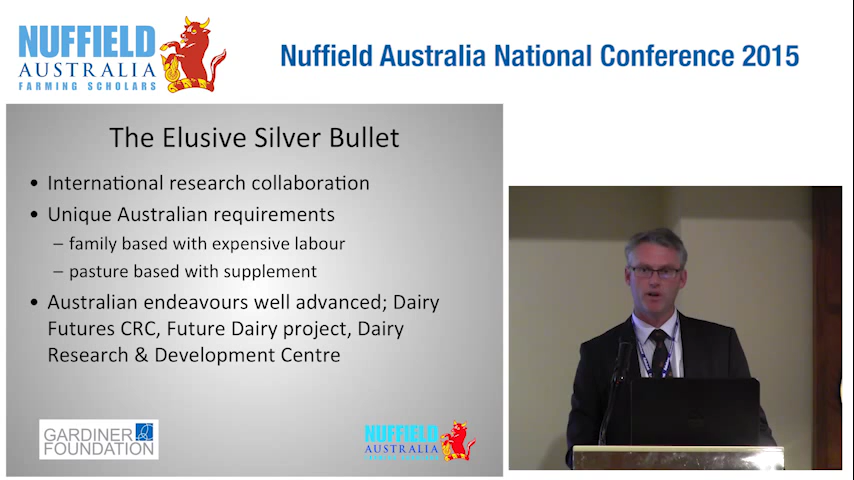 NUFFIELD
AUSTRALIA
FARMING SCHOLARS
Nuffield Australia National Conference 2015
The Elusive Silver Bullet
• International research collaboration
• Unique Australian requirements
– family based with expensive labour
– pasture based with supplement
• Australian endeavours well advanced; Dairy
Futures CRC, Future Dairy project, Dairy
Research & Development Centre
GARDINER
FOUNDATION
NUFFIELD
AUSTRALIA
FARMING SCHOLARS